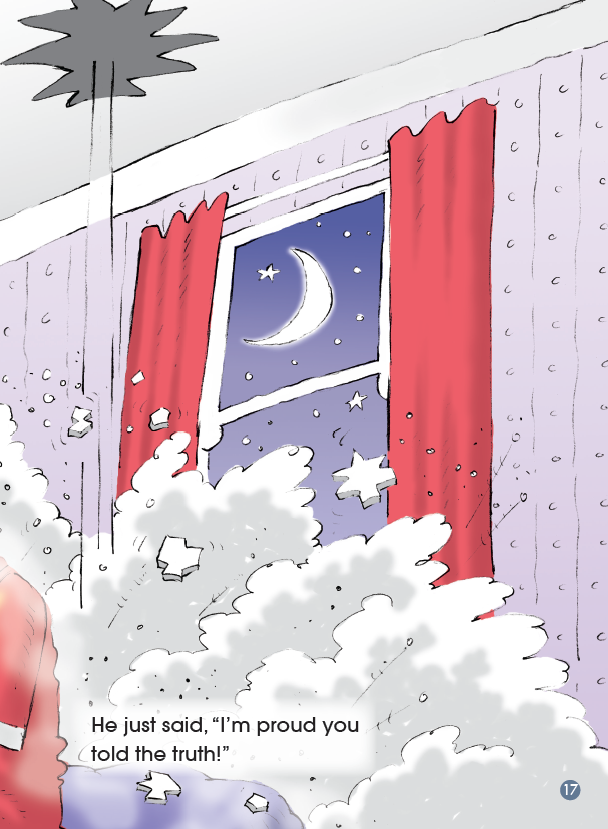 He just said, “I’m proud you
told the truth!”
17